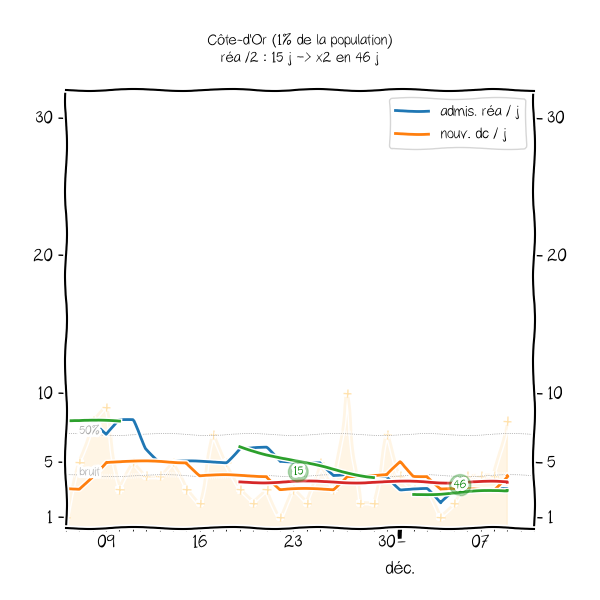 Côte-d'Or (1% de la population)
réa /2 : 15 j -> x2 en 46 j
admis. réa / j
nouv. dc / j
30 30
20 20
10 10
50%
5 5
bruit
15
46
1 1
09 16 23 30 07
déc.